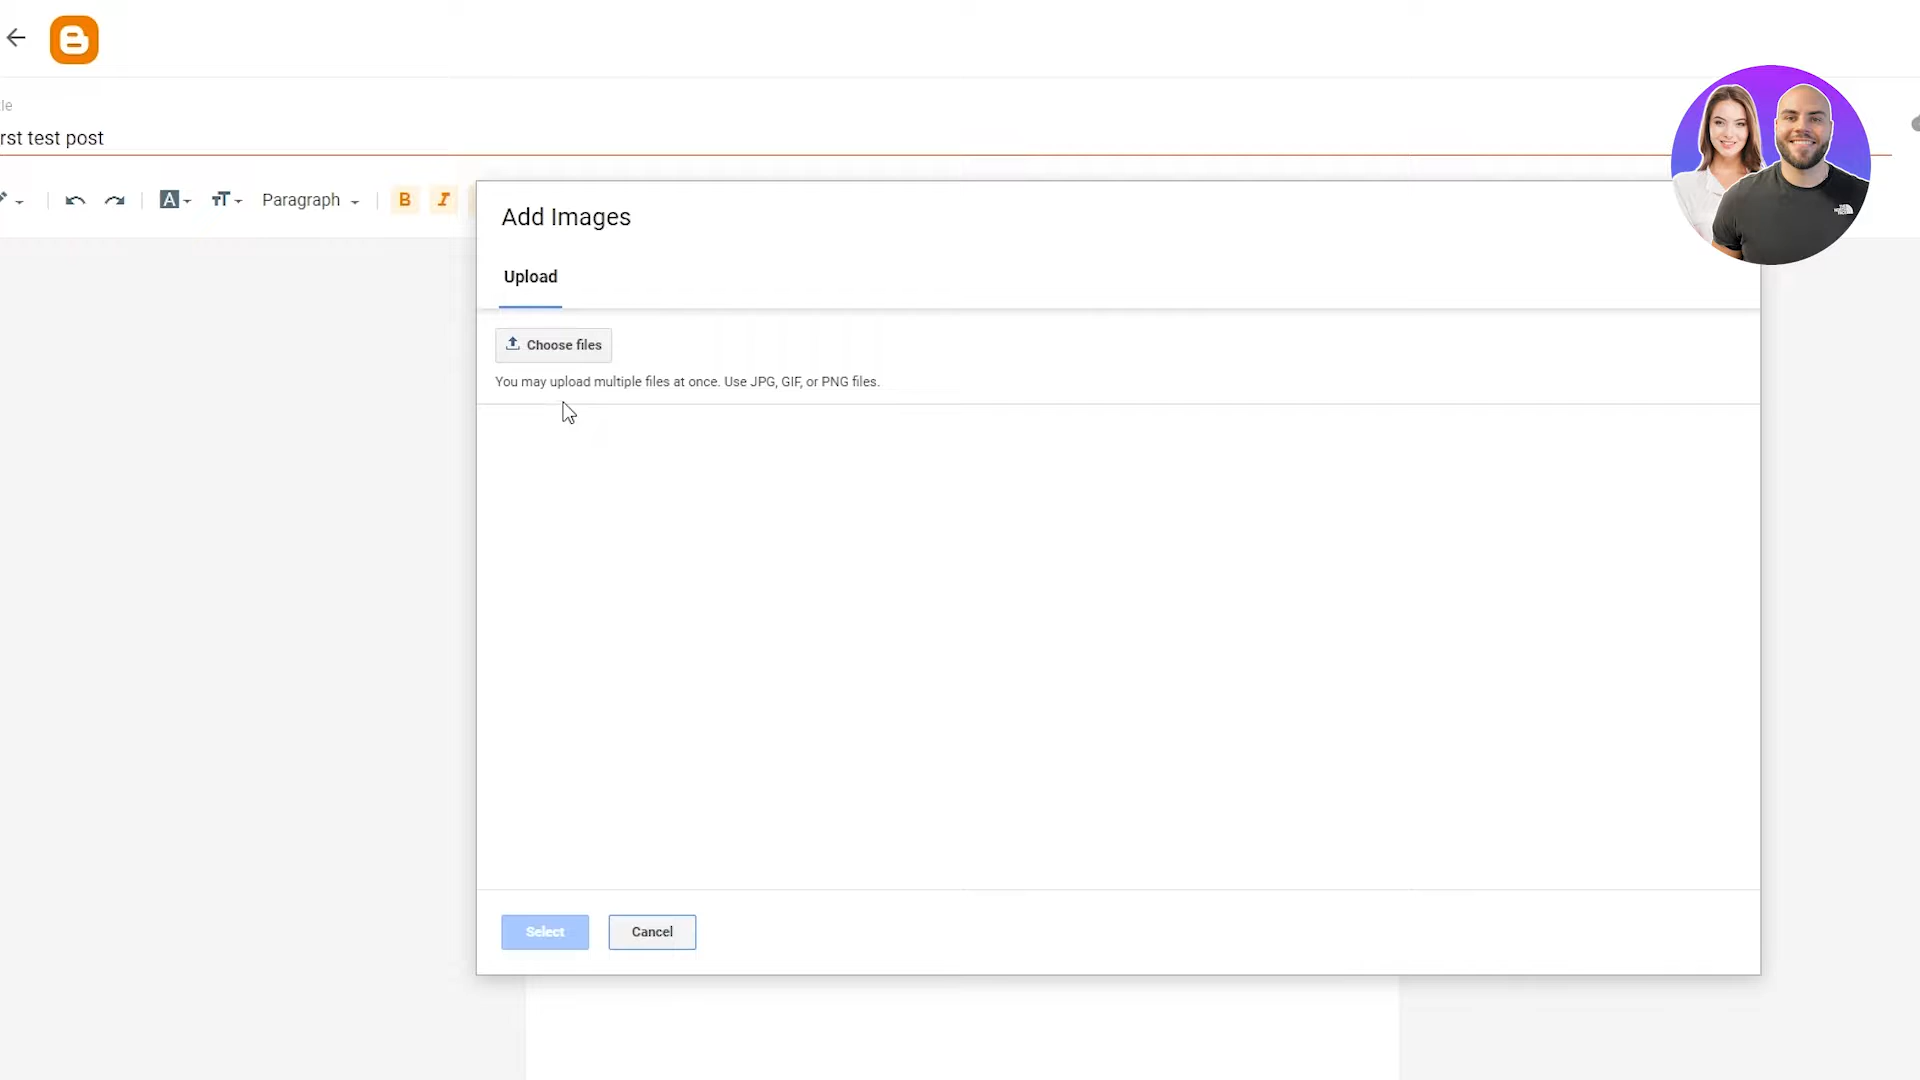 le
rst test post
Paragraph
B
I
Add Images
Upload
Choose files
You may upload multiple files at once. Use JPG, GIF, or PNG files.
Select
Cancel